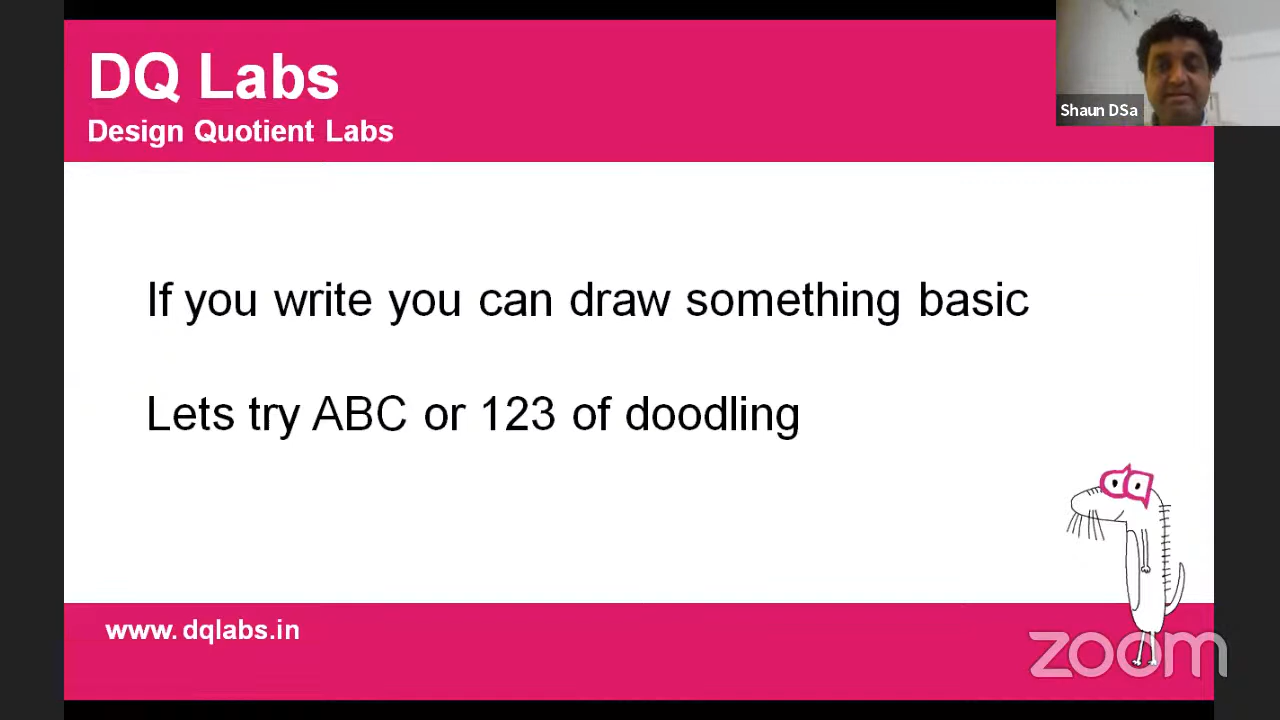 DQ Labs
Design Quotient Labs
Shaun DSa
If you write you can draw something basic
Lets try ABC or 123 of doodling
www. dqlabs.in
zoom